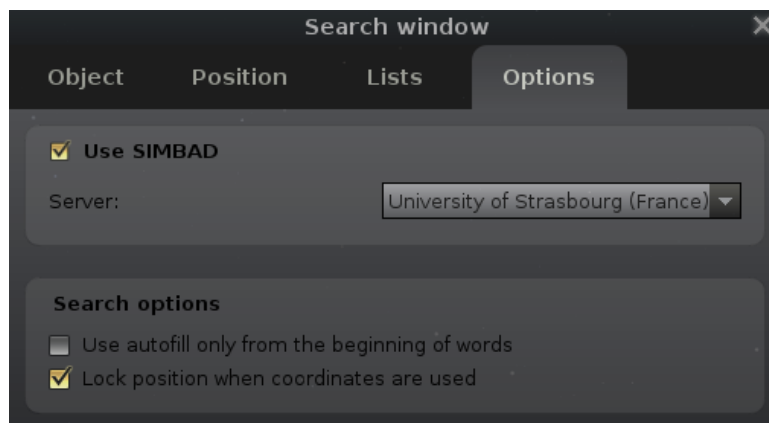 Search window
Object Position Lists Options
Use SIMBAD
Server: University of Strasbourg (France)
Search options
Use autofill only from the beginning of words
Lock position when coordinates are used